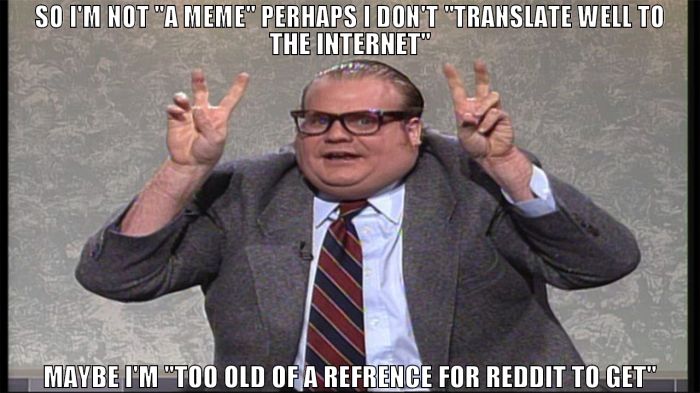 SO I'M NOT "A MEME" PERHAPS I DON'T "TRANSLATE WELL TO
THE INTERNET"
MAYBE I'M "TOO OLD OF A REFRENCE FOR REDDIT TO GET"